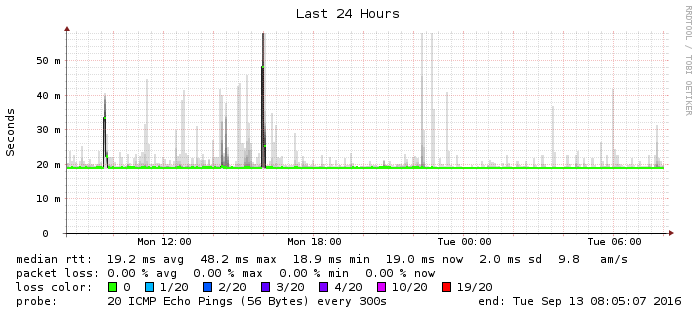 Last 24 Hours
RRDTOOL / TOBI OETIKER
Seconds
50 m
40 m
30 m
20 m
10 m
0
Mon 12:00 Mon 18:00 Tue 00:00 Tue 06:00
median rtt: 19.2 ms avg 48.2 ms max 18.9 ms min 19.0 ms now 2.0 ms sd 9.8 am/s
packet loss: 0.00 % avg 0.00 % max 0.00 % min 0.00 % now
loss color: 0 1/20 2/20 3/20 4/20 10/20 19/20
probe: 20 ICMP Echo Pings (56 Bytes) every 300s end: Tue Sep 13 08:05:07 2016